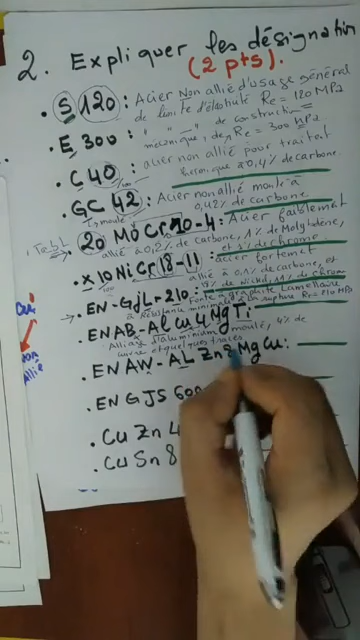 2. Expliquer les désignation
(2 pts).
• S 120 : Acier Non allié d'usage général
de limite d'élasticité Re = 120 MPa
• E 300 : " " — " de construction
mécanique, de Re = 300 MPa
• C 40 : acier non allié pour traitement
thermique à 0,4% de carbone.
• GC 42 : Acier non allié moulé à
0,42% de carbone.
• 20 Mo Cr 10-4 : Acier faiblement
allié à 0,2% de carbone, 1% de Molybdène,
et % de chrome
• X 10 Ni Cr 18-11 : acier fortement
allié à 0,1% de carbone, et
18% de Nickel, 11% de chrome
• EN-GJL-210 Fonte à graphite Lamellaire
à rupture Rr = 210 MPa
EN AB-Al Cu 4 Mg Ti :
Alliage d'aluminium moulé, 4% de
cuivre et quelques traces
EN AW-AL Zn Mg Cu :
EN GJS 600
• Cu Zn 4
• Cu Sn 8